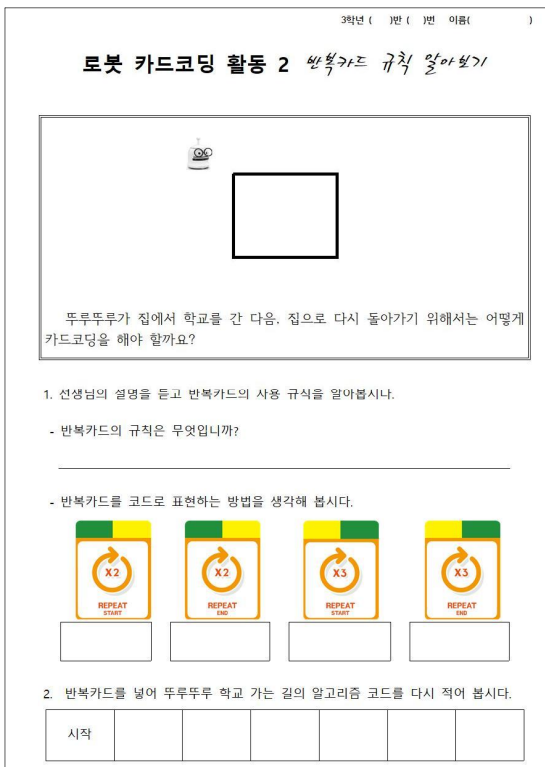 3학년 (    )반 (    )번    이름(                )
로봇 카드코딩 활동 2 반복카드 규칙 알아보기
뚜루뚜루가 집에서 학교를 간 다음. 집으로 다시 돌아가기 위해서는 어떻게
카드코딩을 해야 할까요?
1. 선생님의 설명을 듣고 반복카드의 사용 규칙을 알아봅시다.
- 반복카드의 규칙은 무엇입니까?
- 반복카드를 코드로 표현하는 방법을 생각해 봅시다.
X2 X2 X3 X3
REPEAT REPEAT REPEAT REPEAT
START END START END
2. 반복카드를 넣어 뚜루뚜루 학교 가는 길의 알고리즘 코드를 다시 적어 봅시다.
시작